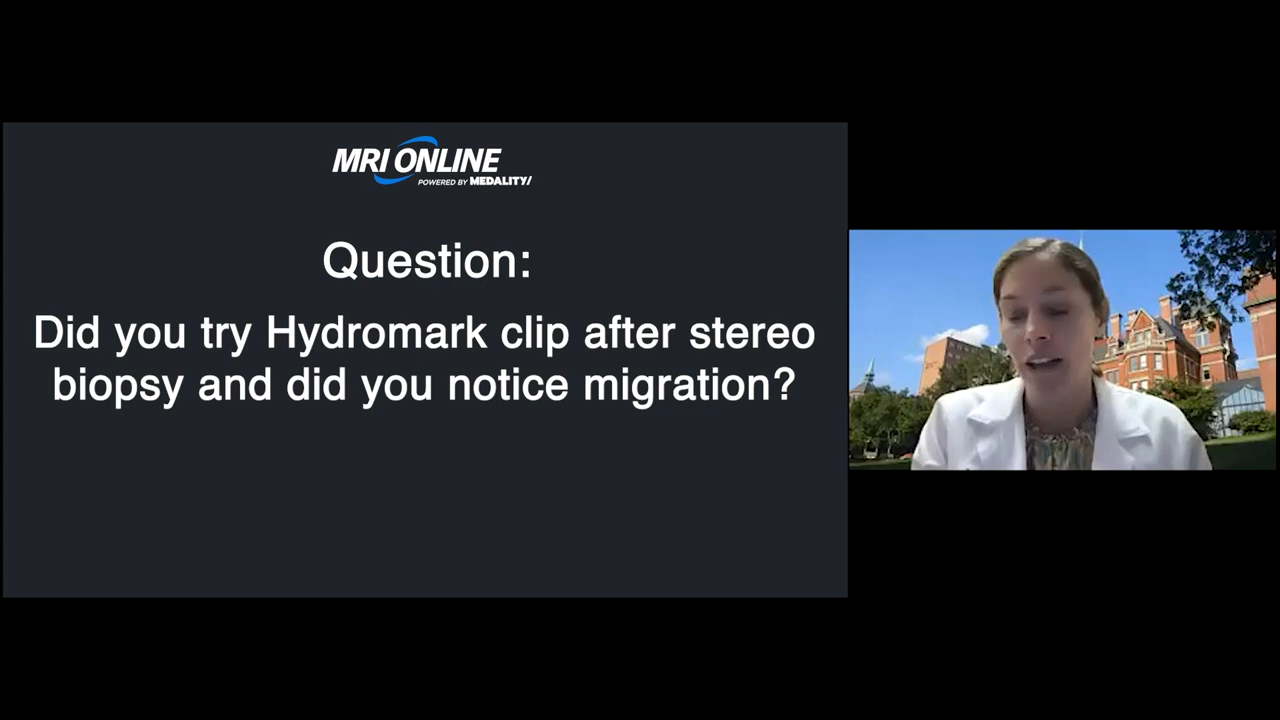 MRI ONLINE
POWERED BY MEDALITY/
Question:
Did you try Hydromark clip after stereo
biopsy and did you notice migration?